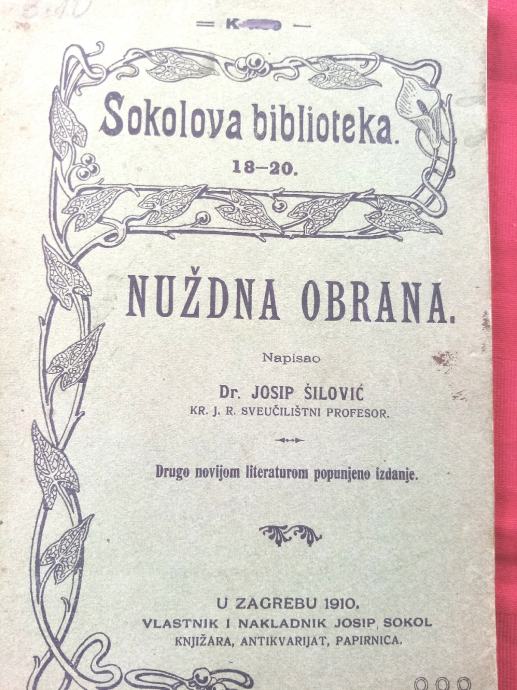 = K —
Sokolova biblioteka.
18–20.
NUŽDNA OBRANA.
Napisao
Dr. JOSIP ŠILOVIĆ
KR. J. R. SVEUČILIŠTNI PROFESOR.
Drugo novijom literaturom popunjeno izdanje.
U ZAGREBU 1910.
VLASTNIK I NAKLADNIK JOSIP SOKOL
KNJIŽARA, ANTIKVARIJAT, PAPIRNICA.